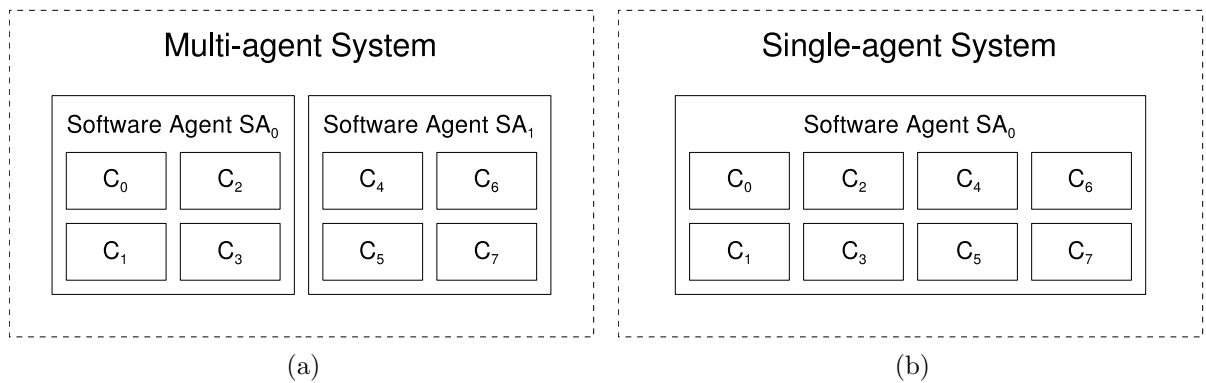 Multi-agent System
Software Agent SA₀
C₀ C₂
C₁ C₃
Software Agent SA₁
C₄ C₆
C₅ C₇
(a)
Single-agent System
Software Agent SA₀
C₀ C₂ C₄ C₆
C₁ C₃ C₅ C₇
(b)